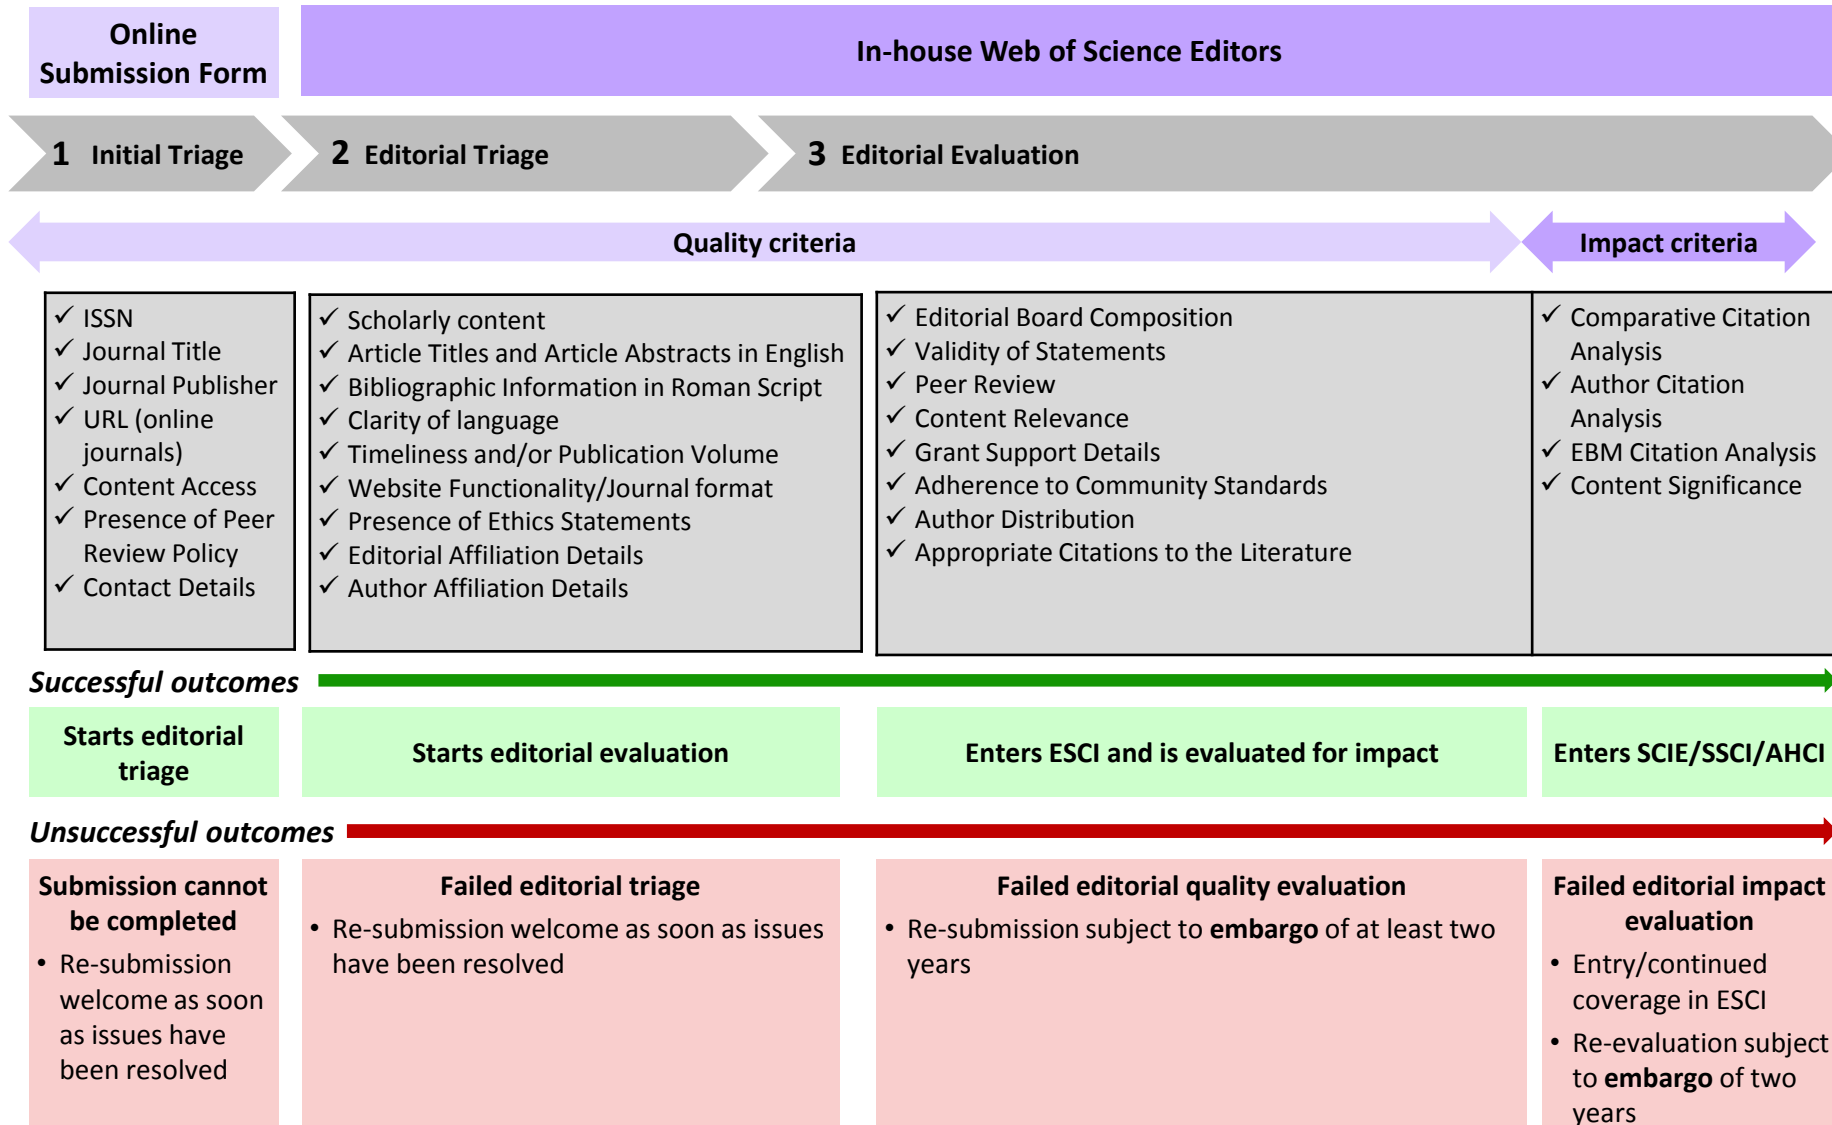 Online
Submission Form
In-house Web of Science Editors
1 Initial Triage
2 Editorial Triage
3 Editorial Evaluation
Quality criteria
Impact criteria
✓ ISSN
✓ Journal Title
✓ Journal Publisher
✓ URL (online
journals)
✓ Content Access
✓ Presence of Peer
Review Policy
✓ Contact Details
✓ Scholarly content
✓ Article Titles and Article Abstracts in English
✓ Bibliographic Information in Roman Script
✓ Clarity of language
✓ Timeliness and/or Publication Volume
✓ Website Functionality/Journal format
✓ Presence of Ethics Statements
✓ Editorial Affiliation Details
✓ Author Affiliation Details
✓ Editorial Board Composition
✓ Validity of Statements
✓ Peer Review
✓ Content Relevance
✓ Grant Support Details
✓ Adherence to Community Standards
✓ Author Distribution
✓ Appropriate Citations to the Literature
✓ Comparative Citation
Analysis
✓ Author Citation
Analysis
✓ EBM Citation Analysis
✓ Content Significance
Successful outcomes
Starts editorial
triage
Starts editorial evaluation
Enters ESCI and is evaluated for impact
Enters SCIE/SSCI/AHCI
Unsuccessful outcomes
Submission cannot
be completed
• Re-submission
welcome as soon
as issues have
been resolved
Failed editorial triage
• Re-submission welcome as soon as issues
have been resolved
Failed editorial quality evaluation
• Re-submission subject to embargo of at least two
years
Failed editorial impact
evaluation
• Entry/continued
coverage in ESCI
• Re-evaluation subject
to embargo of two
years